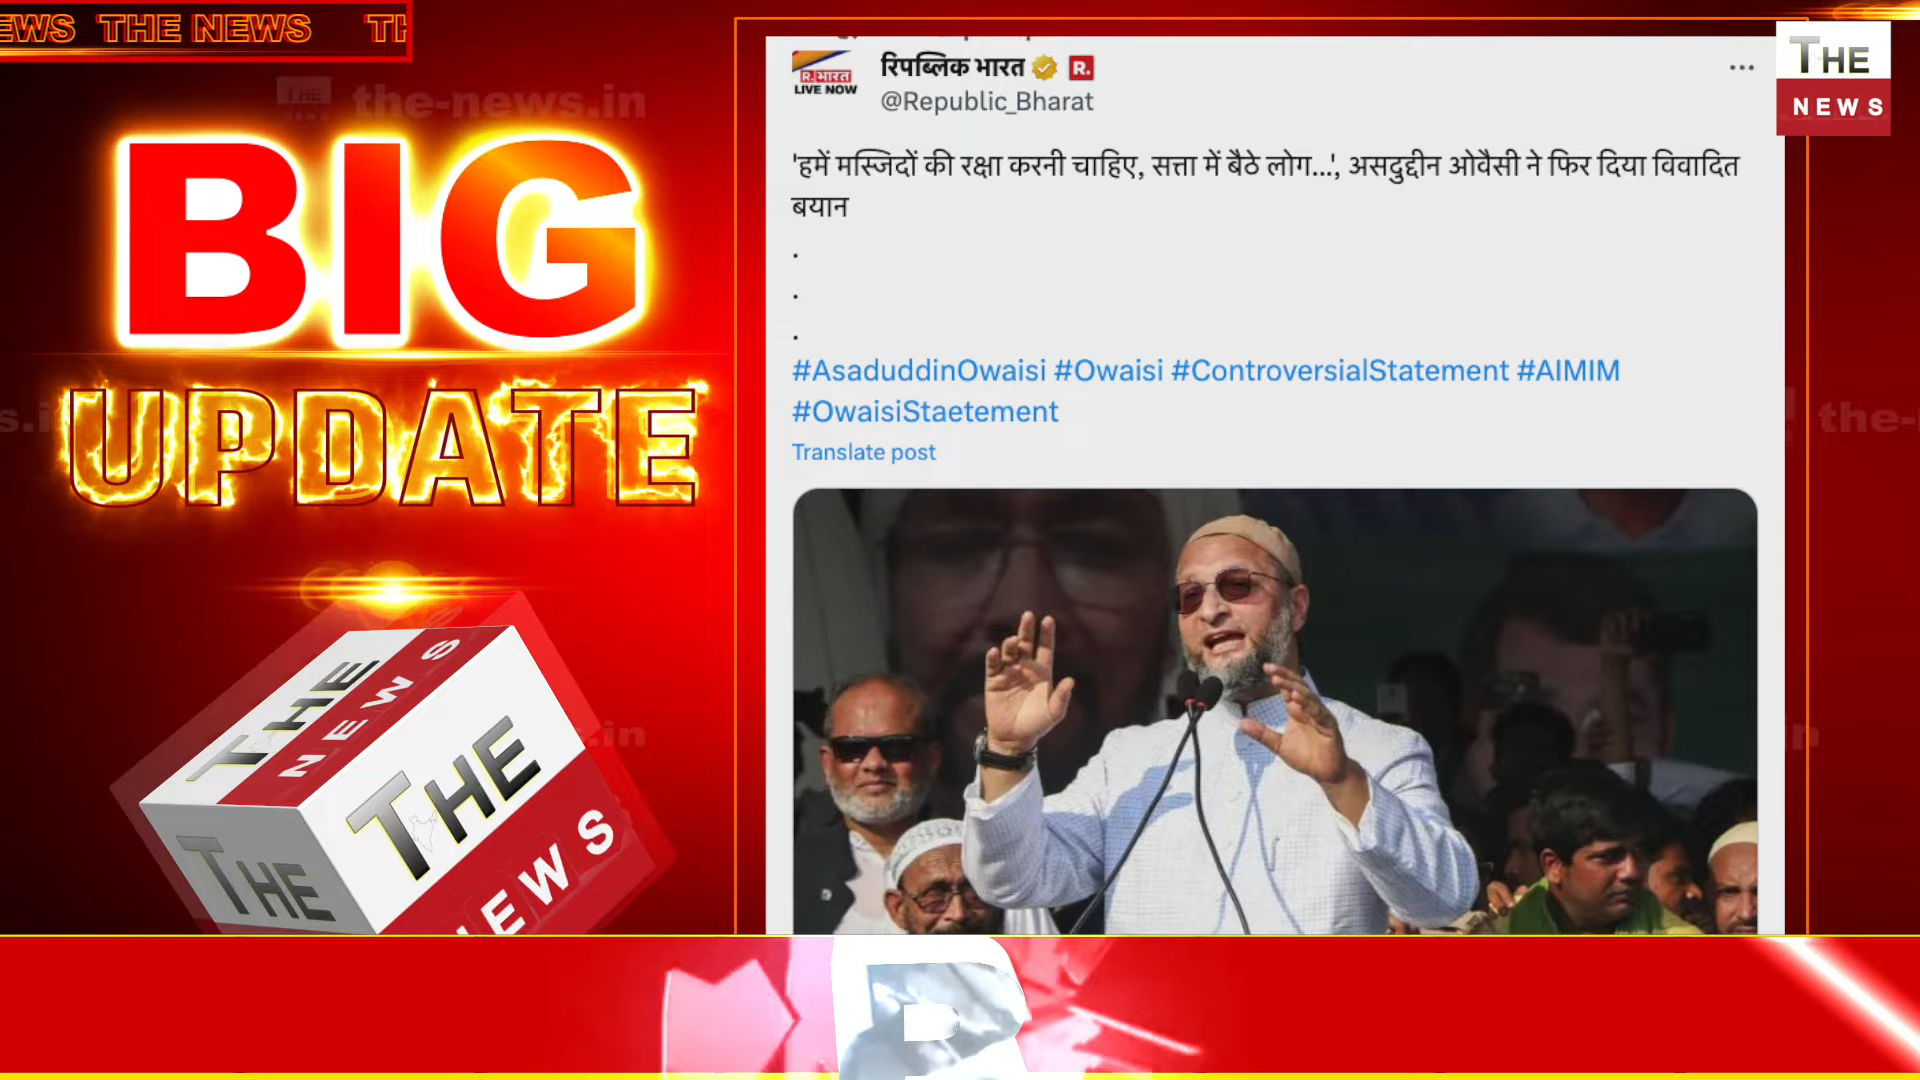 EWS THE NEWS TH
the-news.in
BIG
UPDATE
THE
NEWS
THE
NEWS
THE
रिपब्लिक भारत R.
@Republic_Bharat
R.भारत
LIVE NOW
'हमें मस्जिदों की रक्षा करनी चाहिए, सत्ता में बैठे लोग...', असदुद्दीन ओवैसी ने फिर दिया विवादित
बयान
.
.
.
#AsaduddinOwaisi #Owaisi #ControversialStatement #AIMIM
#OwaisiStaetement
Translate post
THE
NEWS
the-